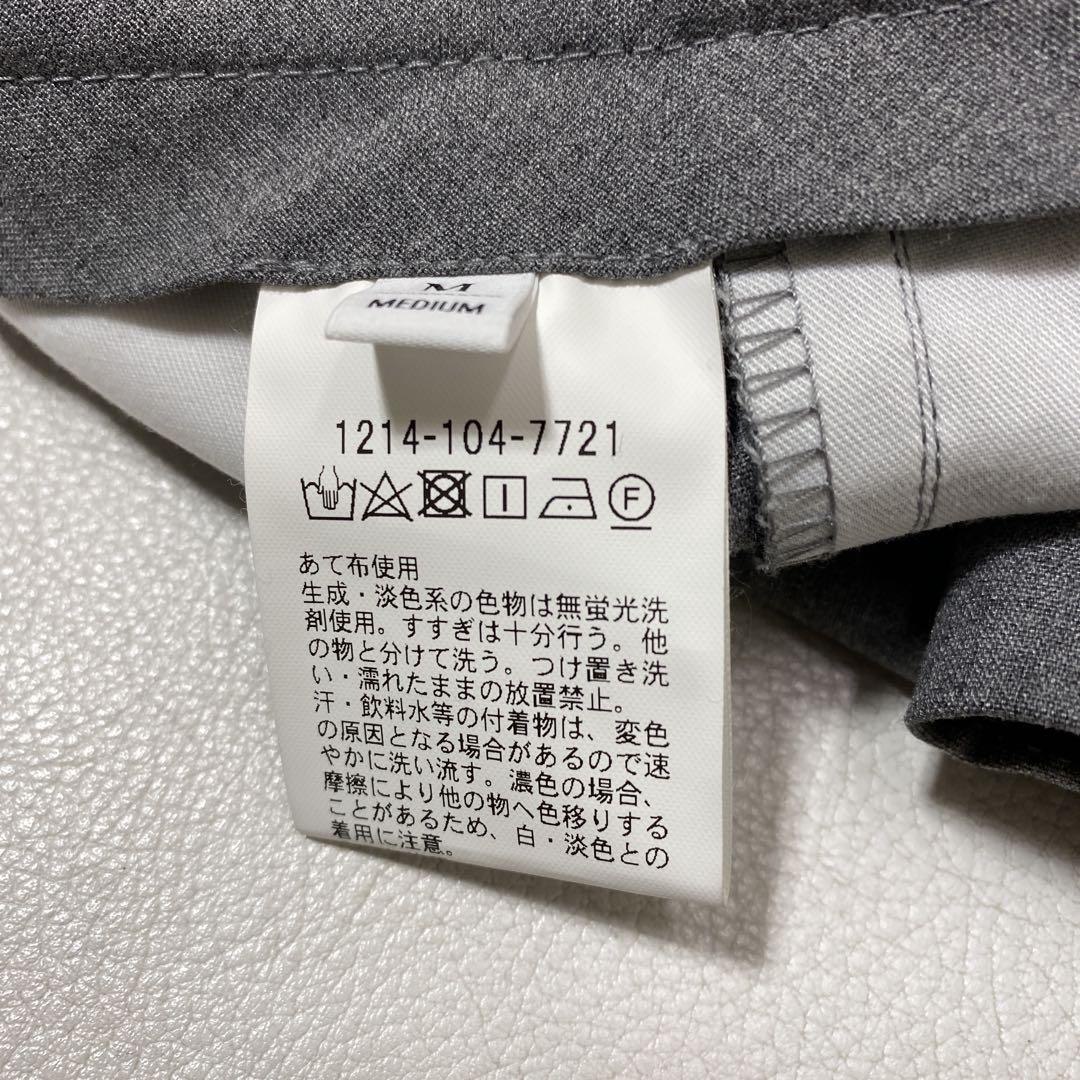 M
MEDIUM
1214-104-7721
F
あて布使用
生成・淡色系の色物は無蛍光洗
剤使用。すすぎは十分行う。他
の物と分けて洗う。つけ置き洗
い・濡れたままの放置禁止。
汗・飲料水等の付着物は、変色
の原因となる場合があるので速
やかに洗い流す。濃色の場合、
摩擦により他の物へ色移りする
ことがあるため、白・淡色との
着用に注意。